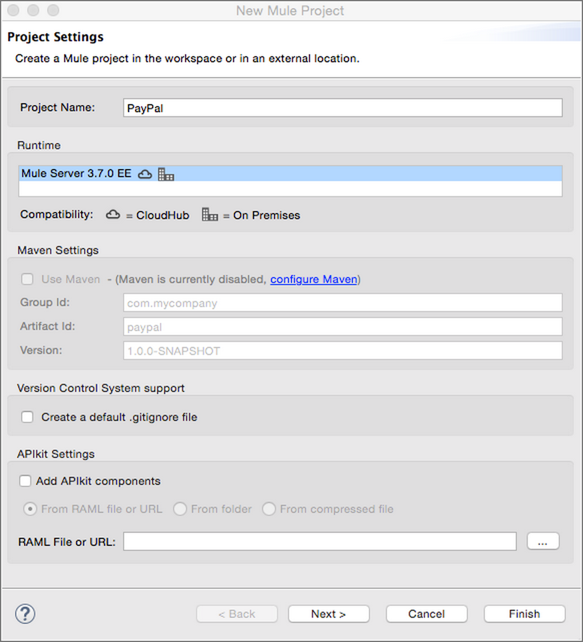 New Mule Project
Project Settings
Create a Mule project in the workspace or in an external location.
Project Name: PayPal
Runtime
Mule Server 3.7.0 EE
Compatibility: = CloudHub = On Premises
Maven Settings
Use Maven - (Maven is currently disabled, configure Maven)
Group Id: com.mycompany
Artifact Id: paypal
Version: 1.0.0-SNAPSHOT
Version Control System support
Create a default .gitignore file
APIkit Settings
Add APIkit components
From RAML file or URL From folder From compressed file
RAML File or URL: ...
? < Back Next > Cancel Finish